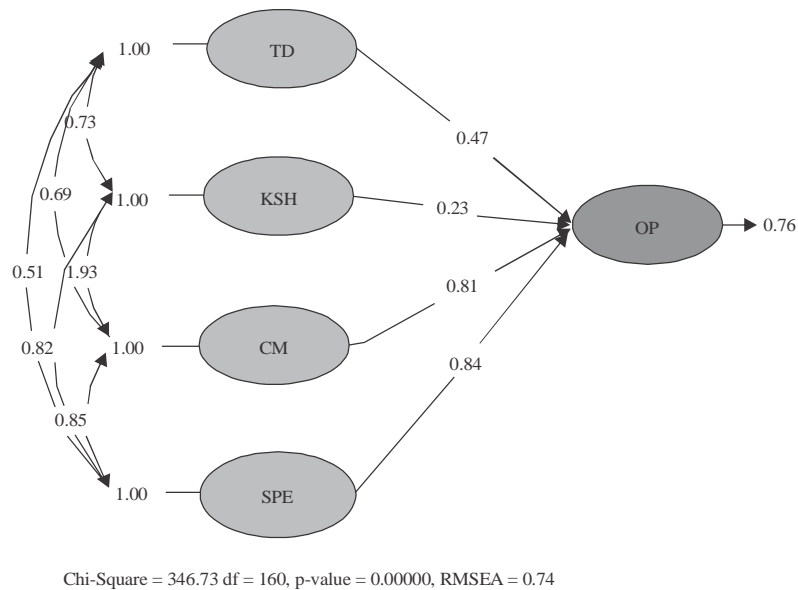 1.00
TD
0.73
0.47
0.69
1.00
KSH
0.23
OP
0.76
0.51
1.93
0.81
0.82
1.00
CM
0.84
0.85
1.00
SPE
Chi-Square = 346.73 df = 160, p-value = 0.00000, RMSEA = 0.74